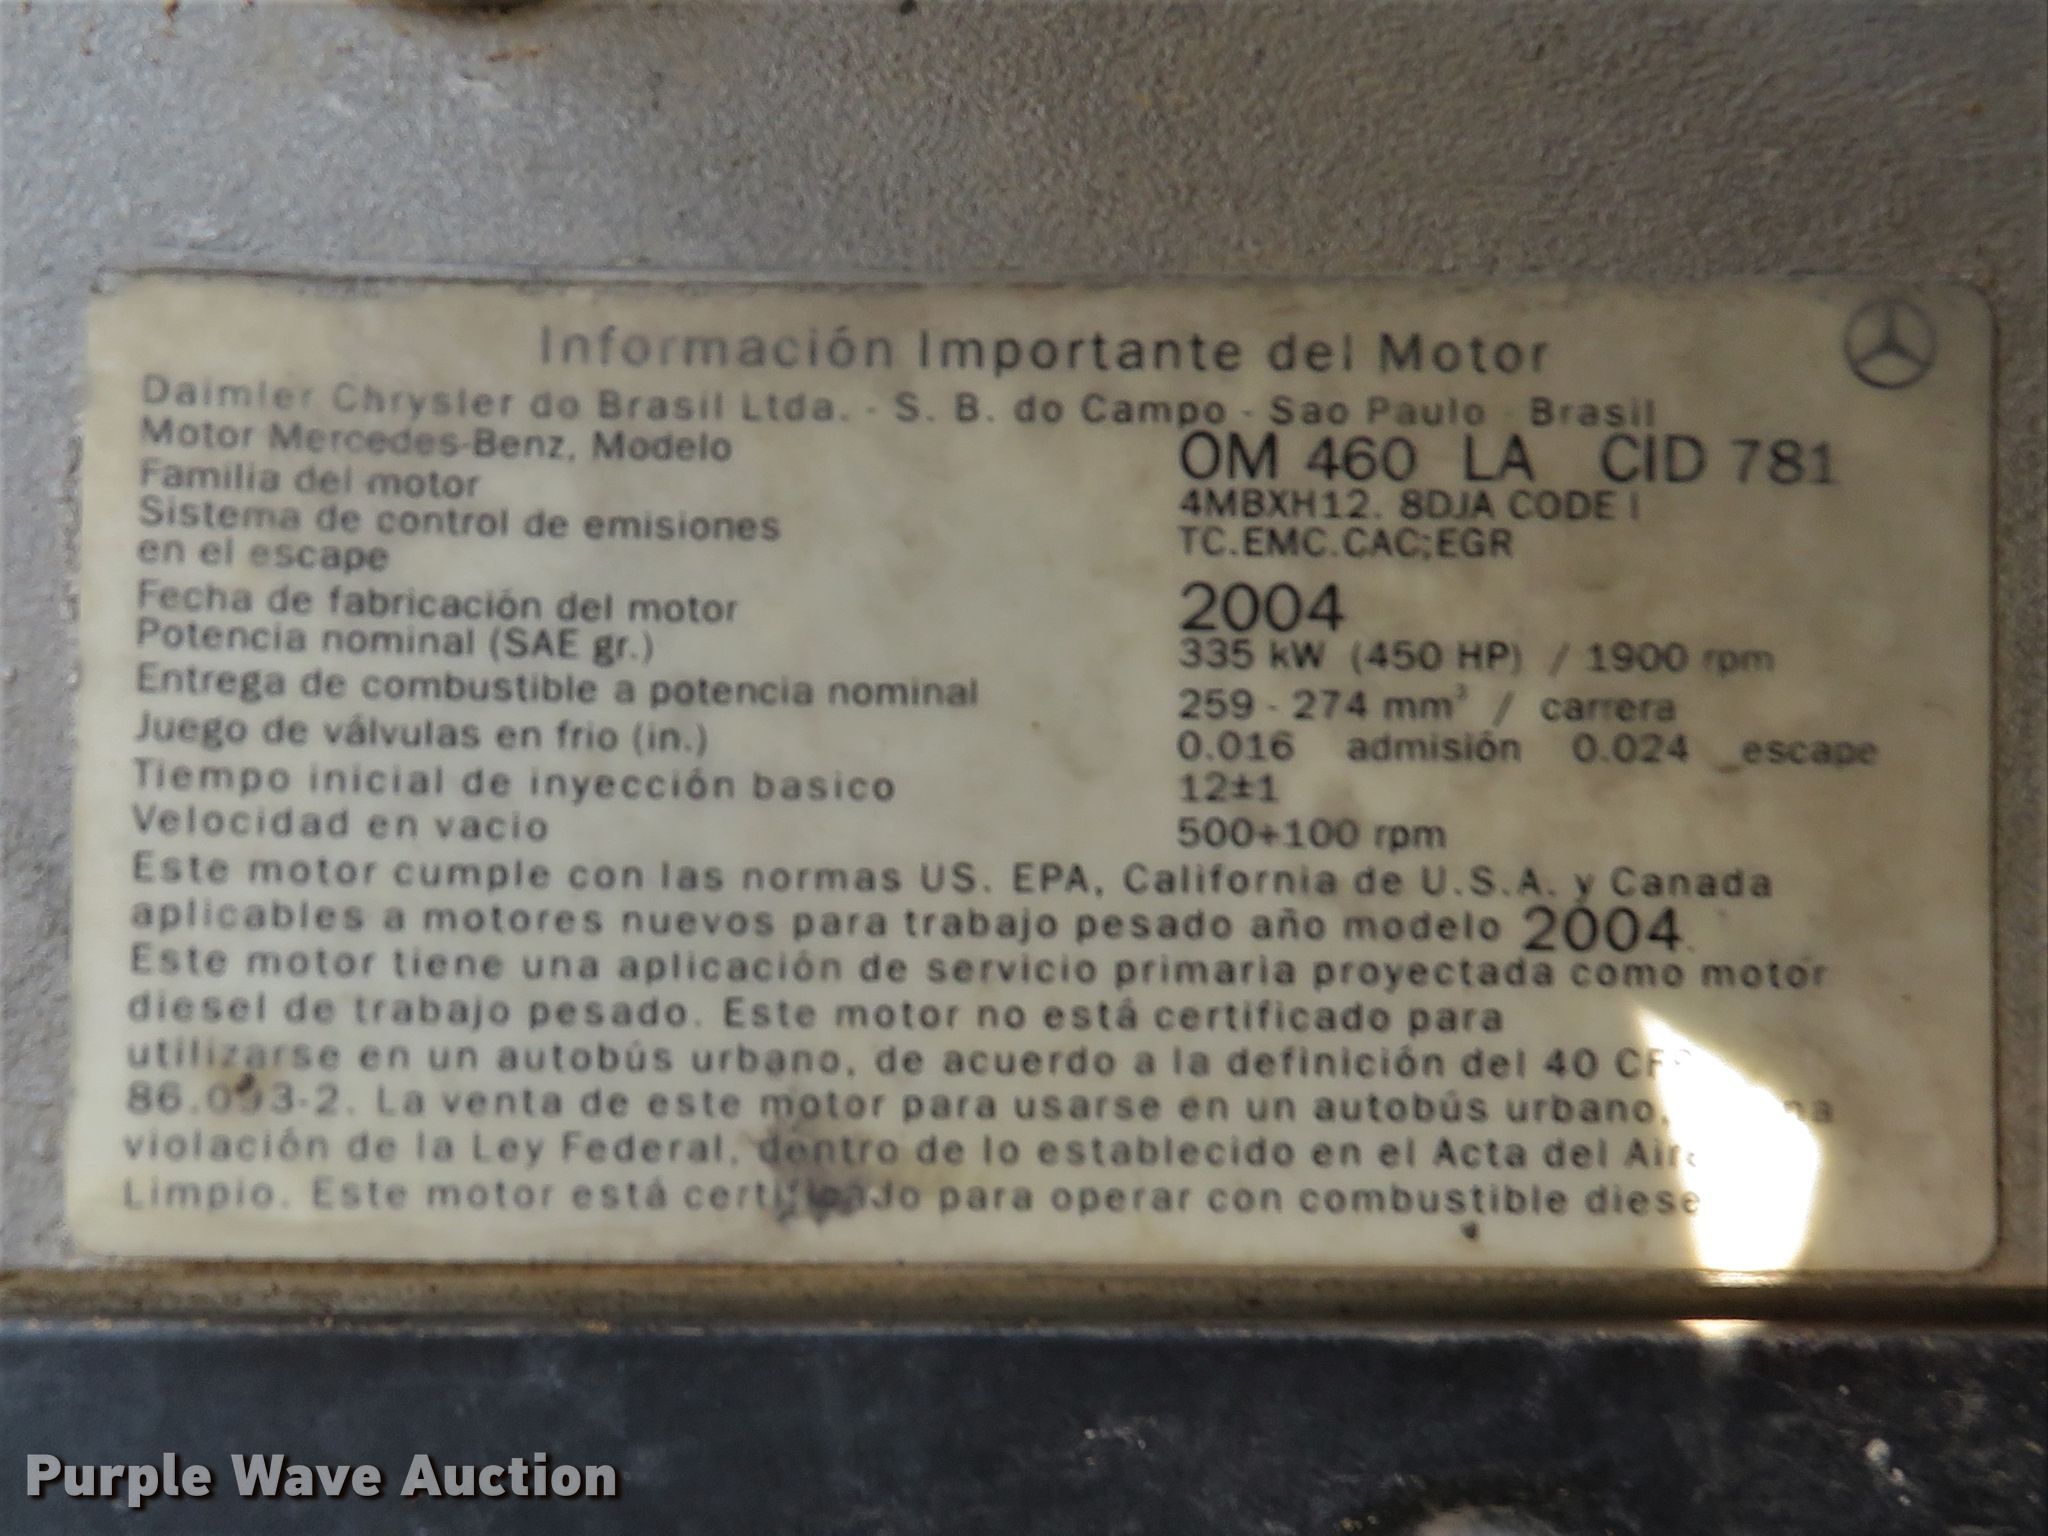 Información Importante del Motor
Daimler Chrysler do Brasil Ltda. - S. B. do Campo - Sao Paulo Brasil
Motor Mercedes-Benz, Modelo OM 460 LA CID 781
Familia del motor 4MBXH12. 8DJA CODE I
Sistema de control de emisiones
en el escape TC.EMC.CAC;EGR
Fecha de fabricación del motor 2004
Potencia nominal (SAE gr.) 335 kW (450 HP) / 1900 rpm
Entrega de combustible a potencia nominal 259 - 274 mm³ / carrera
Juego de válvulas en frio (in.) 0.016 admisión 0.024 escape
Tiempo inicial de inyección basico 12±1
Velocidad en vacio 500+100 rpm
Este motor cumple con las normas US. EPA, California de U.S.A. y Canada
aplicables a motores nuevos para trabajo pesado año modelo 2004.
Este motor tiene una aplicación de servicio primaria proyectada como motor
diesel de trabajo pesado. Este motor no está certificado para
utilizarse en un autobús urbano, de acuerdo a la definición del 40
La venta de este motor para usarse en un autobús urbano,
violación de la Ley Federal, dentro de lo establecido en el Acta del
Limpio. Este motor está certificado para operar con combustible
Purple Wave Auction